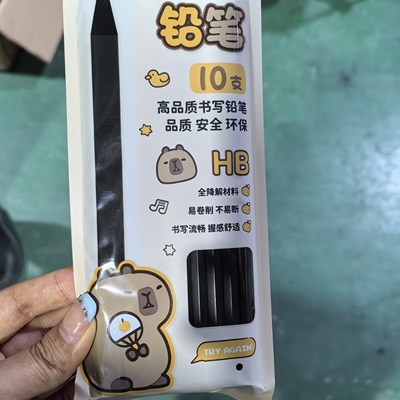 铅笔
10支
高品质书写铅笔
品质 安全 环保
HB
全降解材料
易卷削 不易断
书写流畅 握感舒适
TRY AGAIN